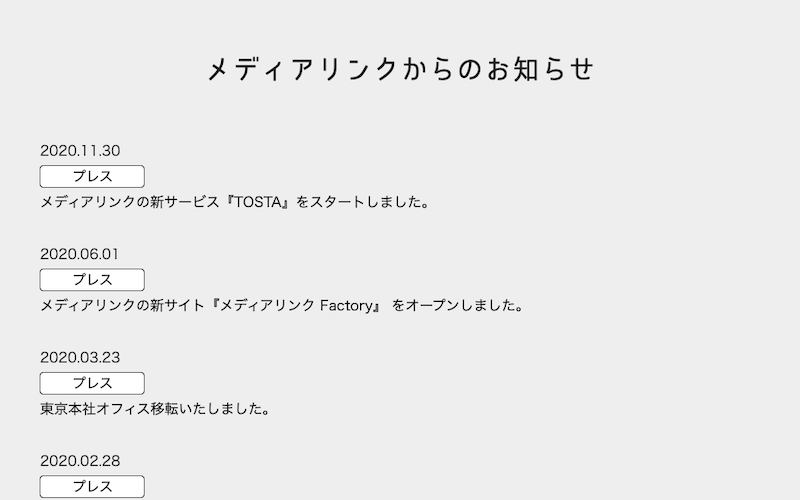 メディアリンクからのお知らせ
2020.11.30
プレス
メディアリンクの新サービス『TOSTA』をスタートしました。
2020.06.01
プレス
メディアリンクの新サイト『メディアリンク Factory』 をオープンしました。
2020.03.23
プレス
東京本社オフィス移転いたしました。
2020.02.28
プレス